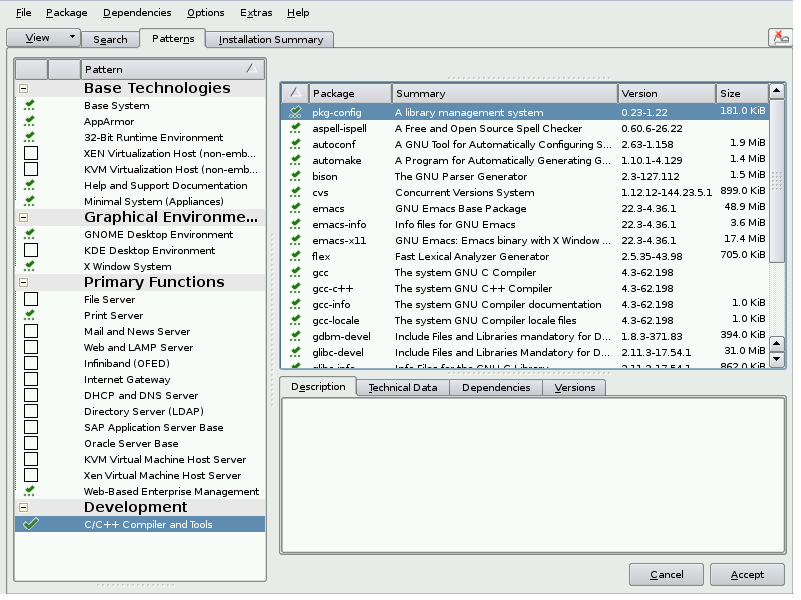 File Package Dependencies Options Extras Help
View Search Patterns Installation Summary
Pattern
Base Technologies
Base System
AppArmor
32-Bit Runtime Environment
XEN Virtualization Host (non-emb...
KVM Virtualization Host (non-emb...
Help and Support Documentation
Minimal System (Appliances)
Graphical Environme...
GNOME Desktop Environment
KDE Desktop Environment
X Window System
Primary Functions
File Server
Print Server
Mail and News Server
Web and LAMP Server
Infiniband (OFED)
Internet Gateway
DHCP and DNS Server
Directory Server (LDAP)
SAP Application Server Base
Oracle Server Base
KVM Virtual Machine Host Server
Xen Virtual Machine Host Server
Web-Based Enterprise Management
Development
C/C++ Compiler and Tools
Package Summary Version Size
pkg-config A library management system 0.23-1.22 181.0 KiB
aspell-ispell A Free and Open Source Spell Checker 0.60.6-26.22
autoconf A GNU Tool for Automatically Configuring S... 2.63-1.158 1.9 MiB
automake A Program for Automatically Generating G... 1.10.1-4.129 1.4 MiB
bison The GNU Parser Generator 2.3-127.112 1.5 MiB
cvs Concurrent Versions System 1.12.12-144.23.5.1 899.0 KiB
emacs GNU Emacs Base Package 22.3-4.36.1 48.9 MiB
emacs-info Info files for GNU Emacs 22.3-4.36.1 3.6 MiB
emacs-x11 GNU Emacs: Emacs binary with X Window ... 22.3-4.36.1 17.4 MiB
flex Fast Lexical Analyzer Generator 2.5.35-43.98 705.0 KiB
gcc The system GNU C Compiler 4.3-62.198
gcc-c++ The system GNU C++ Compiler 4.3-62.198
gcc-info The system GNU Compiler documentation 4.3-62.198 1.0 KiB
gcc-locale The system GNU Compiler locale files 4.3-62.198 1.0 KiB
gdbm-devel Include Files and Libraries mandatory for D... 1.8.3-371.83 394.0 KiB
glibc-devel Include Files and Libraries Mandatory for D... 2.11.3-17.54.1 31.0 MiB
glibc-info Info Files for the GNU C Library 2.11.3-17.54.1 862.0 KiB
Description Technical Data Dependencies Versions
Cancel Accept